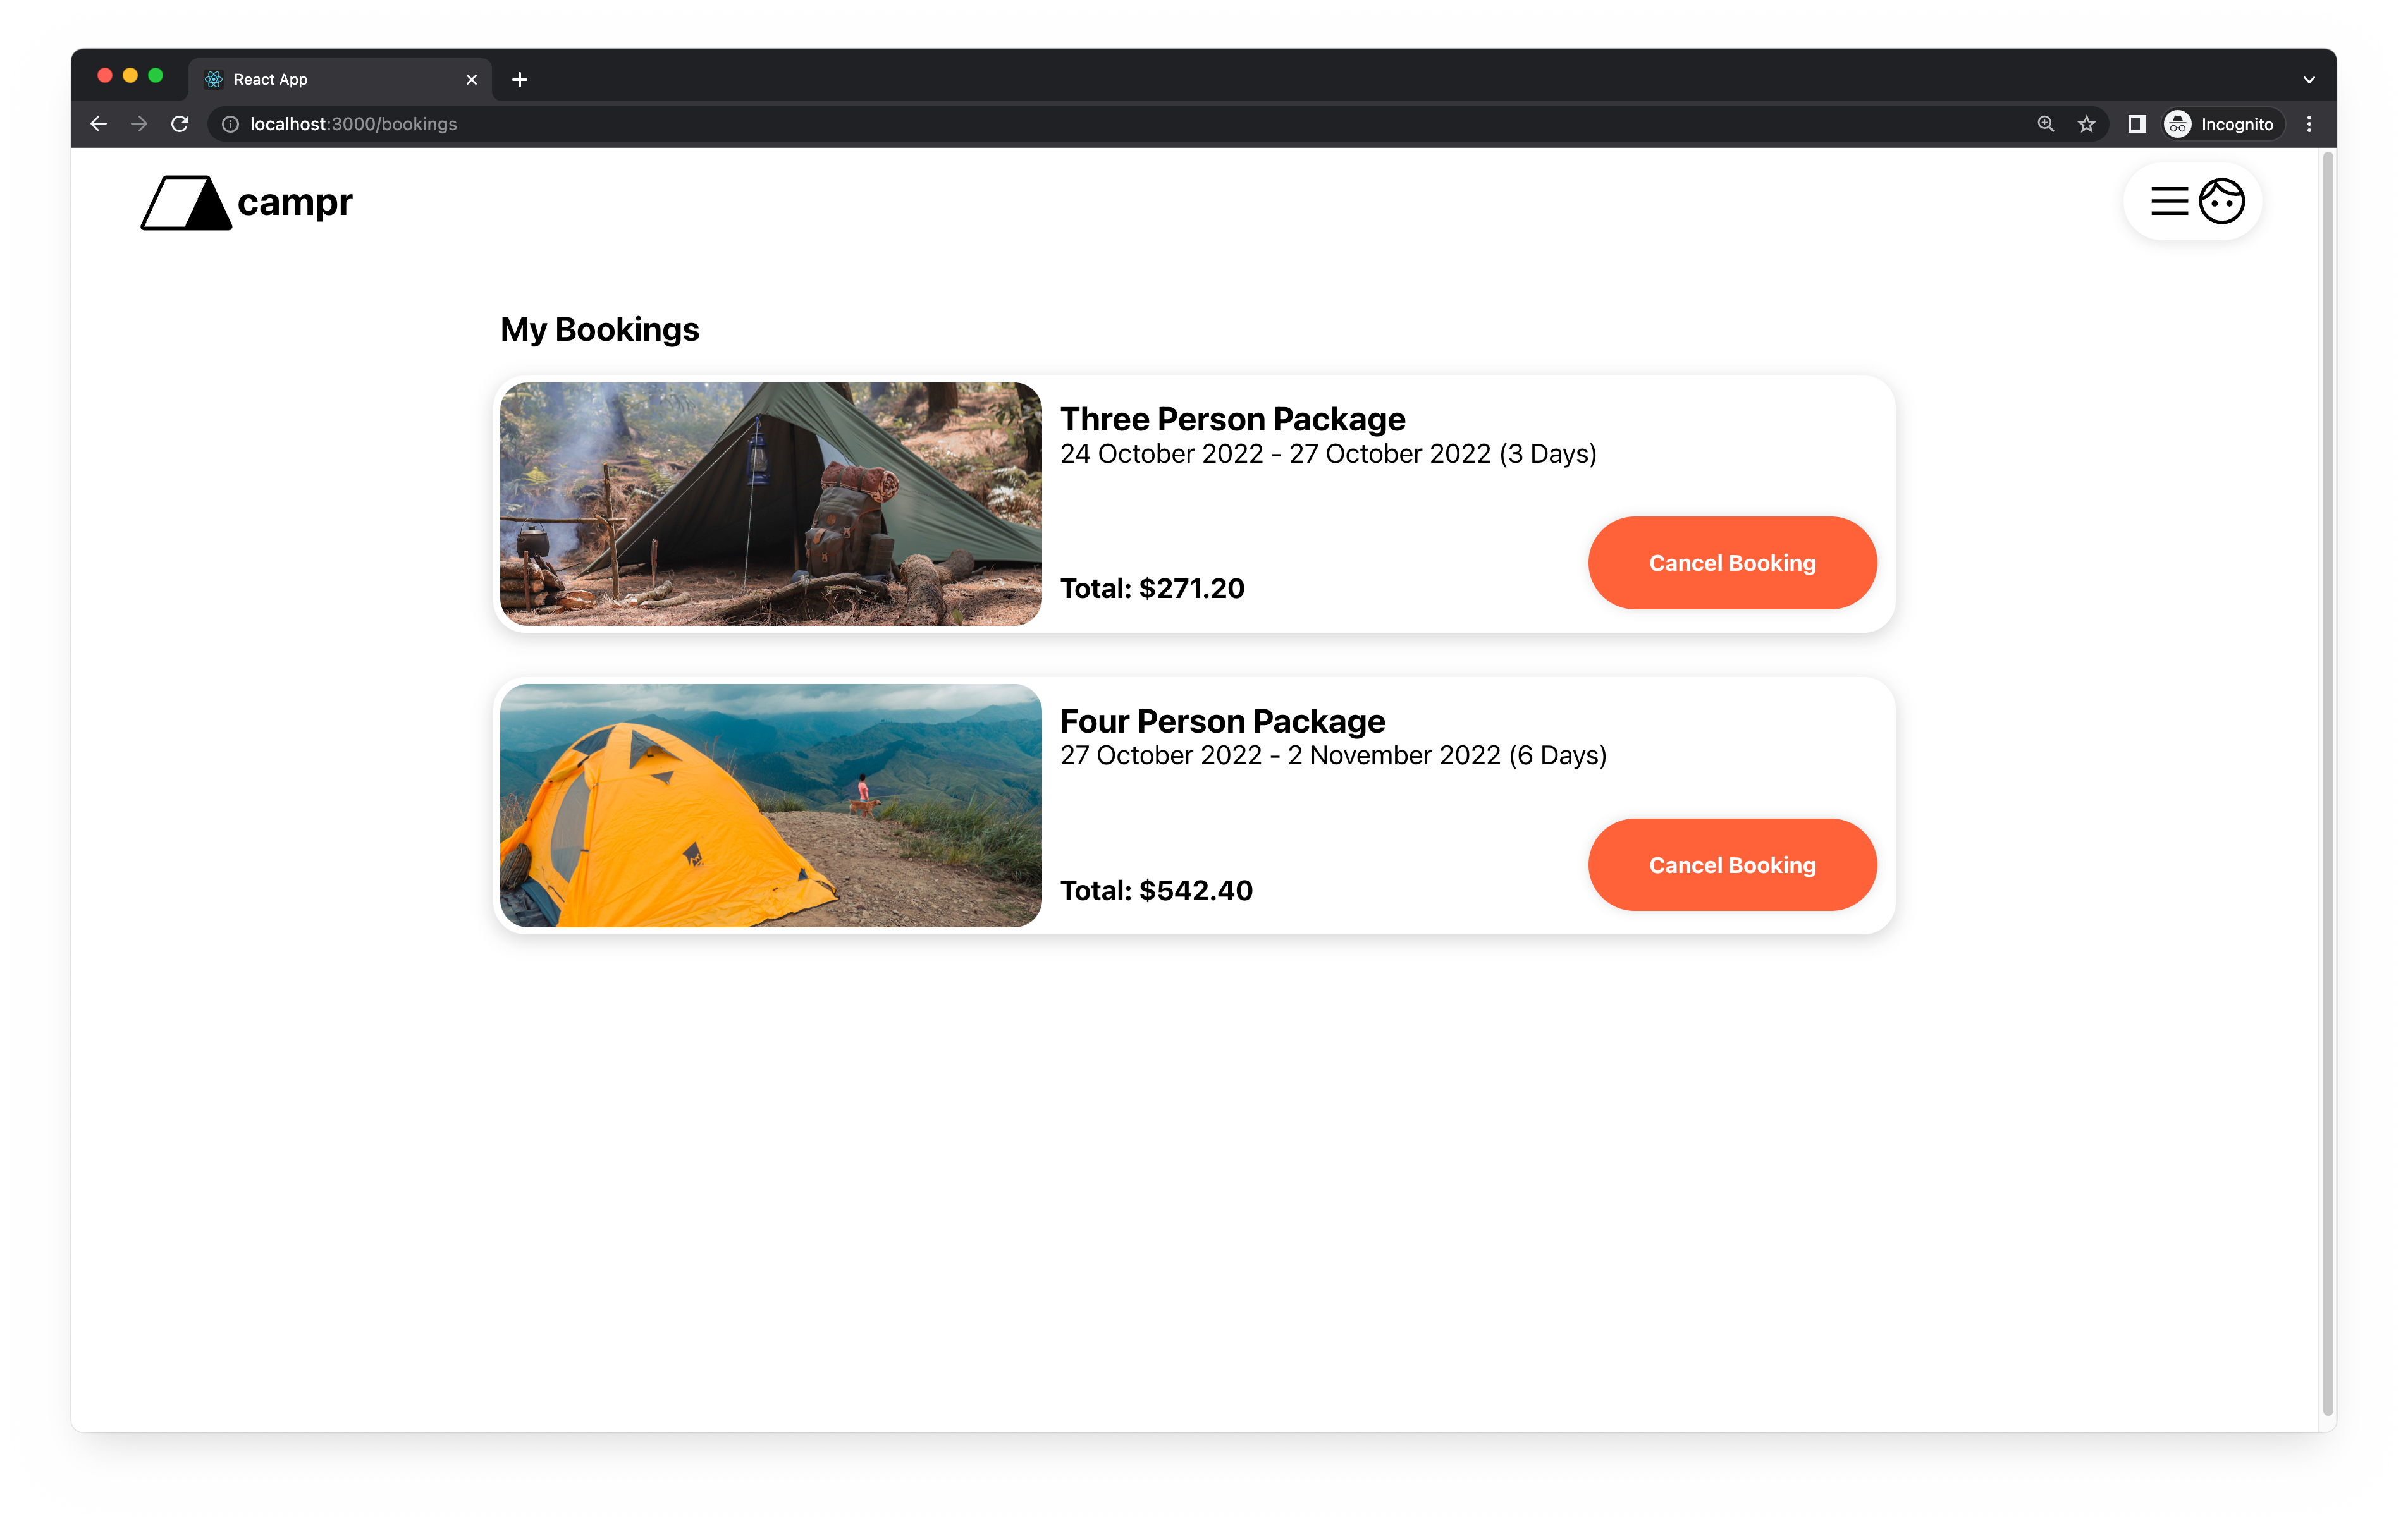 React App
localhost:3000/bookings
Incognito
campr
My Bookings
Three Person Package
24 October 2022 - 27 October 2022 (3 Days)
Cancel Booking
Total: $271.20
Four Person Package
27 October 2022 - 2 November 2022 (6 Days)
Cancel Booking
Total: $542.40